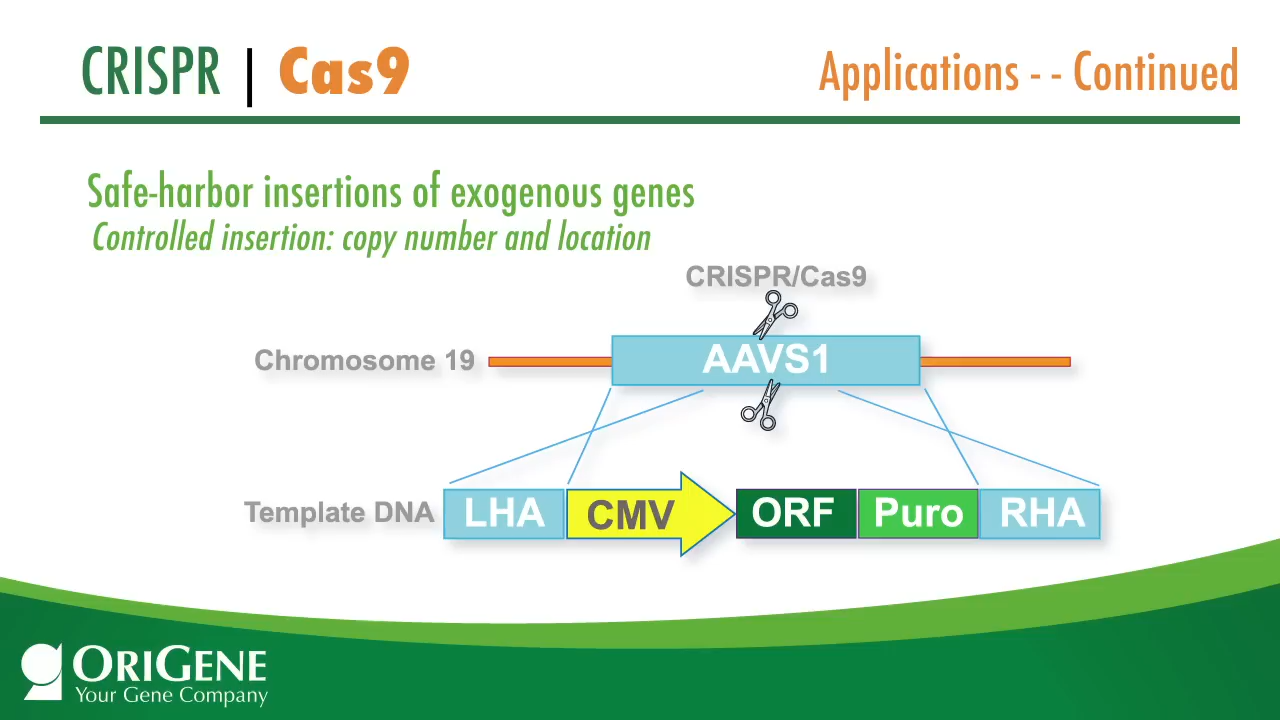 CRISPR | Cas9
Applications - - Continued
Safe-harbor insertions of exogenous genes
Controlled insertion: copy number and location
CRISPR/Cas9
Chromosome 19
AAVS1
Template DNA
LHA
CMV
ORF
Puro
RHA
ORIGENE
Your Gene Company